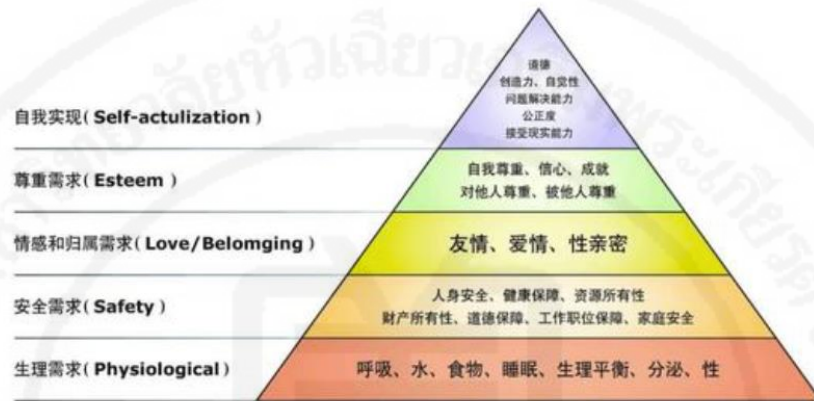 道德
创造力、自觉性
问题解决能力
公正度
接受现实能力
自我实现( Self-actulization )
自我尊重、信心、成就
对他人尊重、被他人尊重
尊重需求( Esteem )
友情、爱情、性亲密
情感和归属需求( Love/Belomging )
人身安全、健康保障、资源所有性
财产所有性、道德保障、工作职位保障、家庭安全
安全需求( Safety )
呼吸、水、食物、睡眠、生理平衡、分泌、性
生理需求( Physiological)